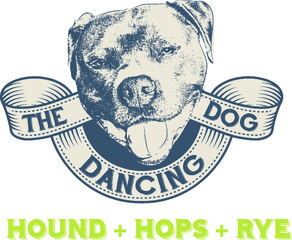 THE DOG
DANCING
HOUND + HOPS + RYE